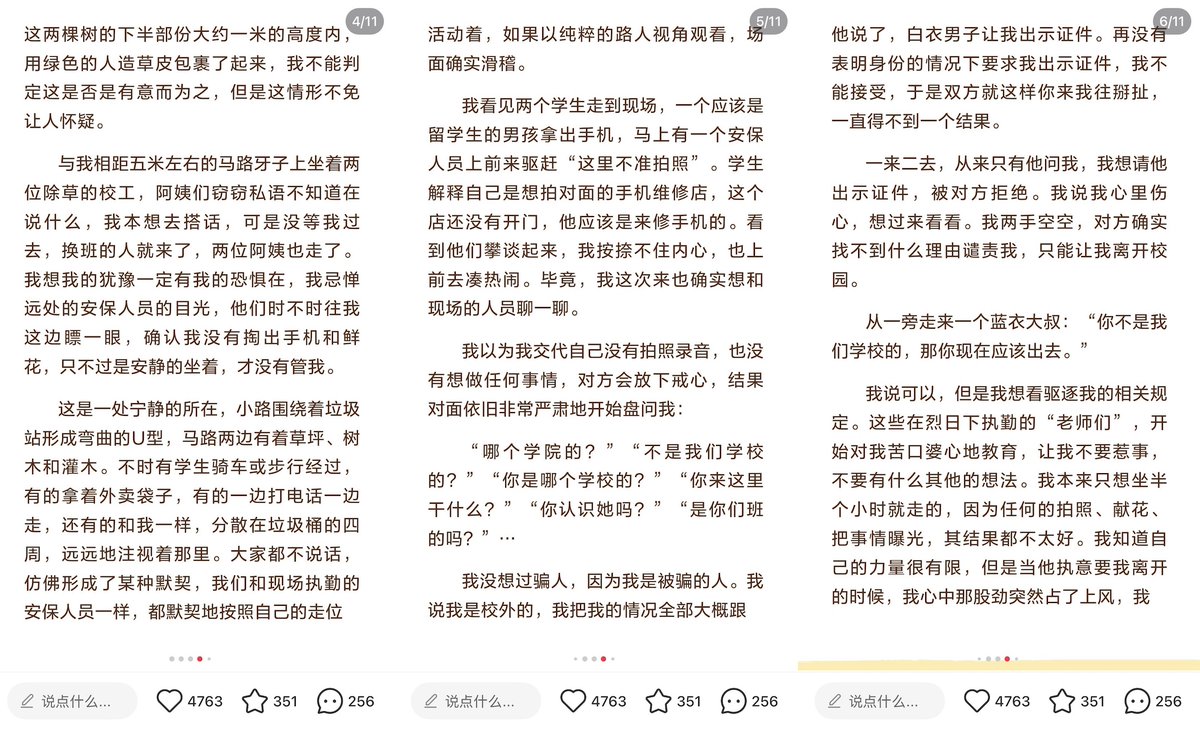 4/11
这两棵树的下半部份大约一米的高度内，
用绿色的人造草皮包裹了起来，我不能判
定这是否是有意而为之，但是这情形不免
让人怀疑。
与我相距五米左右的马路牙子上坐着两
位除草的校工，阿姨们窃窃私语不知道在
说什么，我本想去搭话，可是没等我过
去，换班的人就来了，两位阿姨也走了。
我想我的犹豫一定有我的恐惧在，我忌惮
远处的安保人员的目光，他们时不时往我
这边瞟一眼，确认我没有掏出手机和鲜
花，只不过是安静的坐着，才没有管我。
这是一处宁静的所在，小路围绕着垃圾
站形成弯曲的U型，马路两边有着草坪、树
木和灌木。不时有学生骑车或步行经过，
有的拿着外卖袋子，有的一边打电话一边
走，还有的和我一样，分散在垃圾桶的四
周，远远地注视着那里。大家都不说话，
仿佛形成了某种默契，我们和现场执勤的
安保人员一样，都默契地按照自己的走位
说点什么...
4763
351
256
5/11
活动着，如果以纯粹的路人视角观看，场
面确实滑稽。
我看见两个学生走到现场，一个应该是
留学生的男孩拿出手机，马上有一个安保
人员上前来驱赶“这里不准拍照”。学生
解释自己是想拍对面的手机维修店，这个
店还没有开门，他应该是来修手机的。看
到他们攀谈起来，我按捺不住内心，也上
前去凑热闹。毕竟，我这次来也确实想和
现场的人员聊一聊。
我以为我交代自己没有拍照录音，也没
有想做任何事情，对方会放下戒心，结果
对面依旧非常严肃地开始盘问我：
“哪个学院的？”“不是我们学校
的？”“你是哪个学校的？”“你来这里
干什么？”“你认识她吗？”“是你们班
的吗？”…
我没想过骗人，因为我是被骗的人。我
说我是校外的，我把我的情况全部大概跟
说点什么...
4763
351
256
6/11
他说了，白衣男子让我出示证件。再没有
表明身份的情况下要求我出示证件，我不
能接受，于是双方就这样你来我往掰扯，
一直得不到一个结果。
一来二去，从来只有他问我，我想请他
出示证件，被对方拒绝。我说我心里伤
心，想过来看看。我两手空空，对方确实
找不到什么理由谴责我，只能让我离开校
园。
从一旁走来一个蓝衣大叔：“你不是我
们学校的，那你现在应该出去。”
我说可以，但是我想看驱逐我的相关规
定。这些在烈日下执勤的“老师们”，开
始对我苦口婆心地教育，让我不要惹事，
不要有什么其他的想法。我本来只想坐半
个小时就走的，因为任何的拍照、献花、
把事情曝光，其结果都不太好。我知道自
己的力量很有限，但是当他执意要我离开
的时候，我心中那股劲突然占了上风，我
说点什么...
4763
351
256